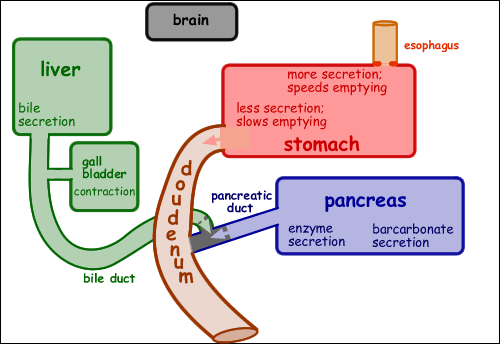 brain
esophagus
liver
bile
secretion
gall
bladder
contraction
bile duct
more secretion;
speeds emptying
less secretion;
slows emptying
stomach
doudenum
pancreatic
duct
pancreas
enzyme
secretion
barcarbonate
secretion